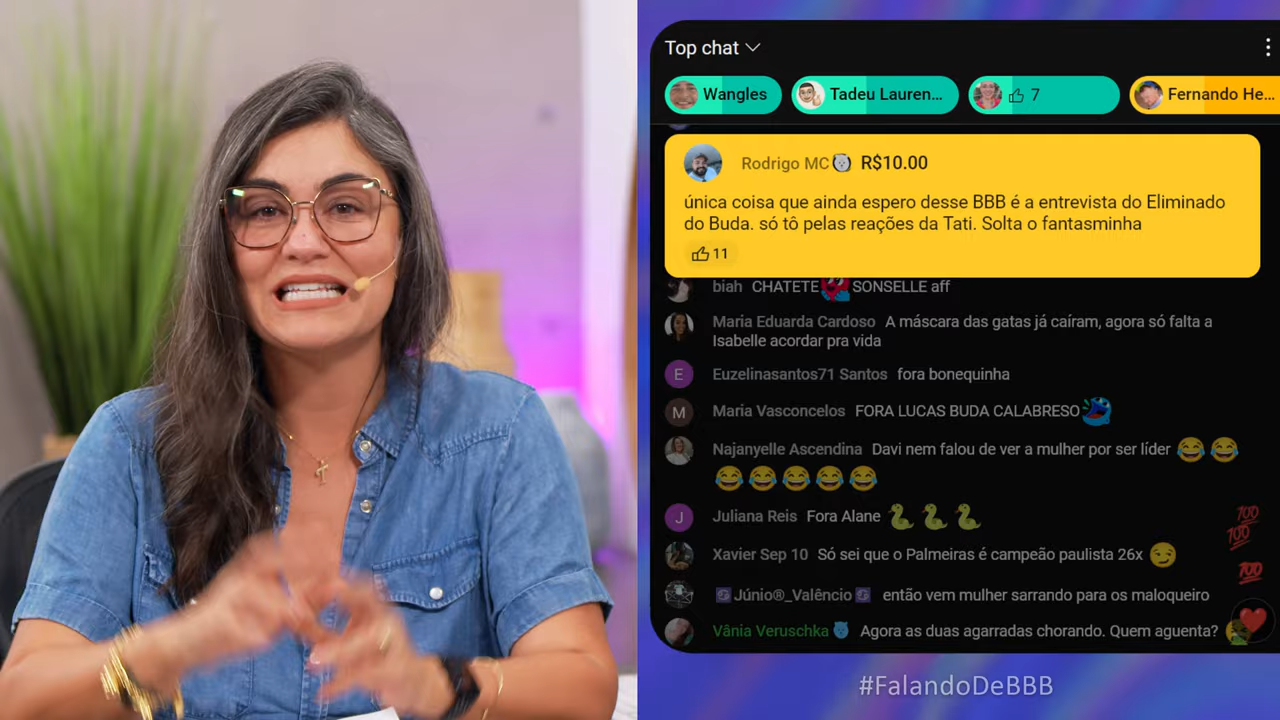 Top chat
Wangles
Tadeu Lauren...
7
Fernando He...
Rodrigo MC R$10.00
única coisa que ainda espero desse BBB é a entrevista do Eliminado
do Buda. só tô pelas reações da Tati. Solta o fantasminha
11
biah CHATETE SONSELLE aff
Maria Eduarda Cardoso A máscara das gatas já caíram, agora só falta a
Isabelle acordar pra vida
E Euzelinasantos71 Santos fora bonequinha
M Maria Vasconcelos FORA LUCAS BUDA CALABRESO
Najanyelle Ascendina Davi nem falou de ver a mulher por ser líder 😂😂
😂😂😂😂😂
J Juliana Reis Fora Alane 🐍🐍🐍
Xavier Sep 10 Só sei que o Palmeiras é campeão paulista 26x 😏
♋Júnio®_Valêncio♋ então vem mulher sarrando para os maloqueiro
Vânia Veruschka Agora as duas agarradas chorando. Quem aguenta?
100
100
100
#FalandoDeBBB